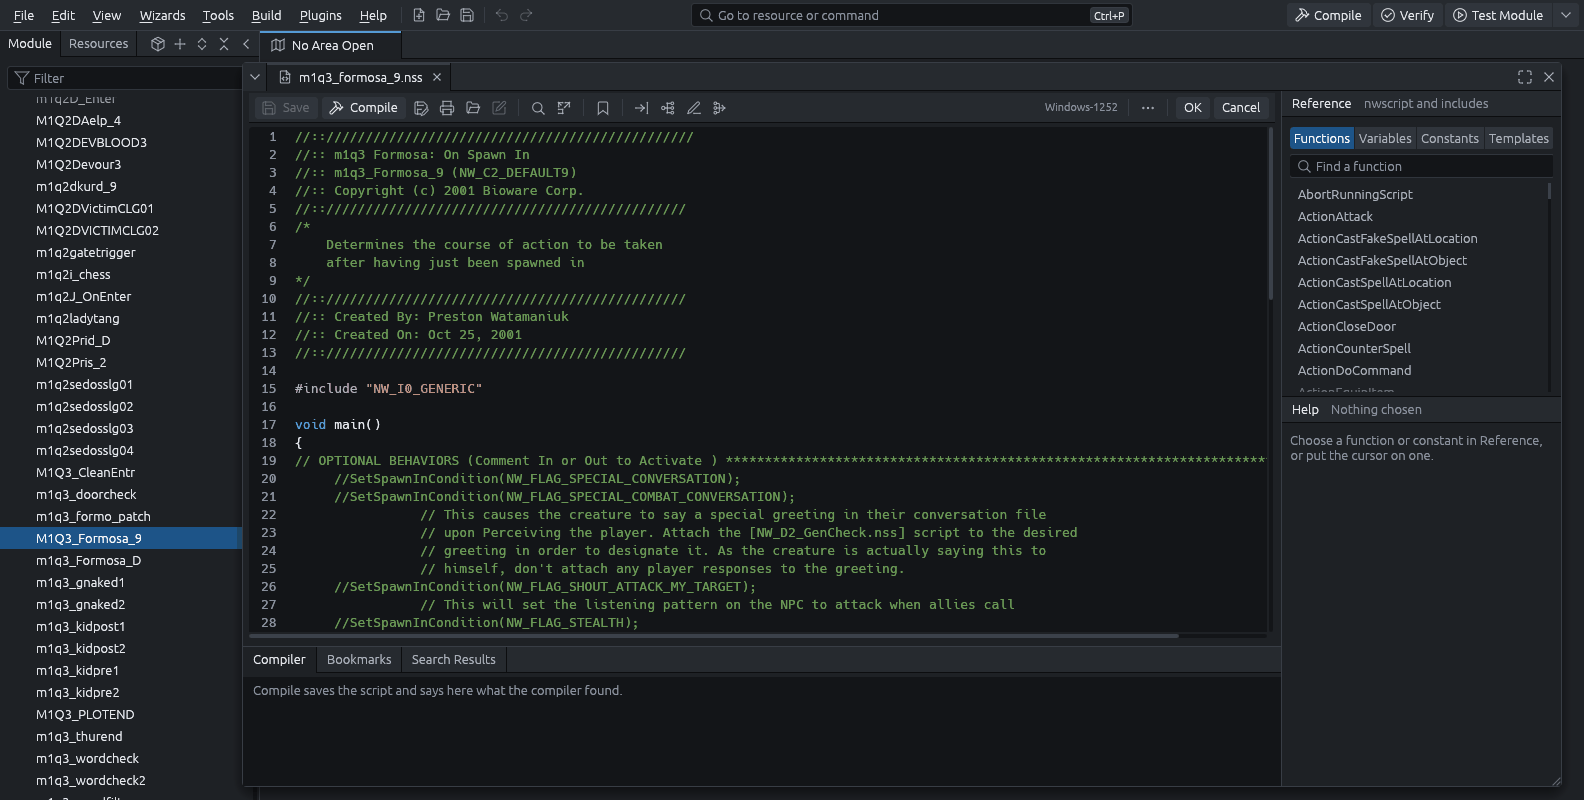 File Edit View Wizards Tools Build Plugins Help
Go to resource or command Ctrl+P
Compile Verify Test Module
Module Resources
No Area Open
Filter
m1q2D_Enter
M1Q2DAelp_4
M1Q2DEVBLOOD3
M1Q2Devour3
m1q2dkurd_9
M1Q2DVictimCLG01
M1Q2DVICTIMCLG02
m1q2gatetrigger
m1q2i_chess
m1q2J_OnEnter
m1q2ladytang
M1Q2Prid_D
M1Q2Pris_2
m1q2sedosslg01
m1q2sedosslg02
m1q2sedosslg03
m1q2sedosslg04
M1Q3_CleanEntr
m1q3_doorcheck
m1q3_formo_patch
M1Q3_Formosa_9
m1q3_Formosa_D
m1q3_gnaked1
m1q3_gnaked2
m1q3_kidpost1
m1q3_kidpost2
m1q3_kidpre1
m1q3_kidpre2
M1Q3_PLOTEND
m1q3_thurend
m1q3_wordcheck
m1q3_wordcheck2
m1q3_formosa_9.nss
Save Compile Windows-1252 OK Cancel
1 //::///////////////////////////////////////////////
2 //:: m1q3 Formosa: On Spawn In
3 //:: m1q3_Formosa_9 (NW_C2_DEFAULT9)
4 //:: Copyright (c) 2001 Bioware Corp.
5 //:://////////////////////////////////////////////
6 /*
7 Determines the course of action to be taken
8 after having just been spawned in
9 */
10 //:://////////////////////////////////////////////
11 //:: Created By: Preston Watamaniuk
12 //:: Created On: Oct 25, 2001
13 //:://////////////////////////////////////////////
14
15 #include "NW_I0_GENERIC"
16
17 void main()
18 {
19 // OPTIONAL BEHAVIORS (Comment In or Out to Activate ) *********************************************************************
20 //SetSpawnInCondition(NW_FLAG_SPECIAL_CONVERSATION);
21 //SetSpawnInCondition(NW_FLAG_SPECIAL_COMBAT_CONVERSATION);
22 // This causes the creature to say a special greeting in their conversation file
23 // upon Perceiving the player. Attach the [NW_D2_GenCheck.nss] script to the desired
24 // greeting in order to designate it. As the creature is actually saying this to
25 // himself, don't attach any player responses to the greeting.
26 //SetSpawnInCondition(NW_FLAG_SHOUT_ATTACK_MY_TARGET);
27 // This will set the listening pattern on the NPC to attack when allies call
28 //SetSpawnInCondition(NW_FLAG_STEALTH);
Compiler Bookmarks Search Results
Compile saves the script and says here what the compiler found.
Reference nwscript and includes
Functions Variables Constants Templates
Find a function
AbortRunningScript
ActionAttack
ActionCastFakeSpellAtLocation
ActionCastFakeSpellAtObject
ActionCastSpellAtLocation
ActionCastSpellAtObject
ActionCloseDoor
ActionCounterSpell
ActionDoCommand
ActionEquipItem
Help Nothing chosen
Choose a function or constant in Reference,
or put the cursor on one.